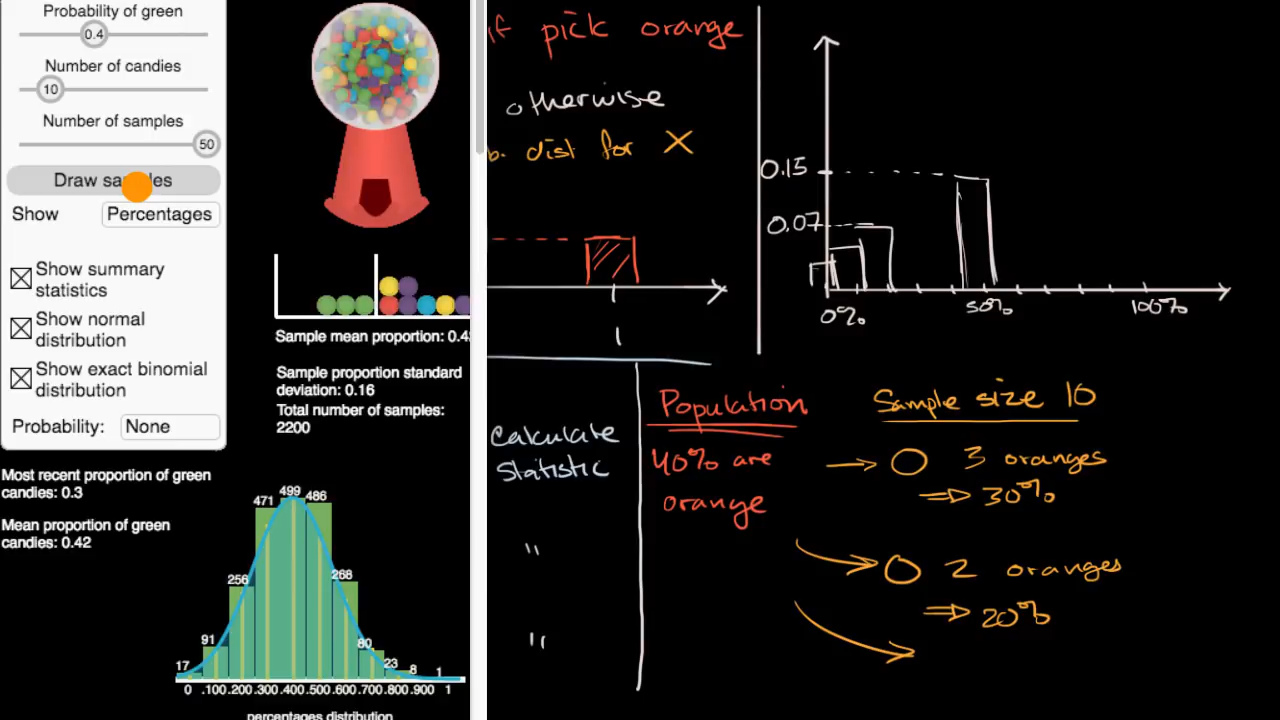 Probability of green
0.4
Number of candies
10
Number of samples
50
Draw samples
Show Percentages
Show summary
statistics
Show normal
distribution
Show exact binomial
distribution
Probability: None
Sample mean proportion: 0.4
Sample proportion standard
deviation: 0.16
Total number of samples:
2200
Most recent proportion of green
candies: 0.3
Mean proportion of green
candies: 0.42
17 91 256 471 499 486 268 80 23 8 1
0 .100 .200 .300 .400 .500 .600 .700 .800 .900 1
percentages distribution
if pick orange
otherwise
b. dist for X
1
0.15
0.07
0% 50% 100%
Calculate
Statistic
"
"
Population
40% are
orange
Sample size 10
→ O 3 oranges
⇒ 30%
O 2 oranges
⇒ 20%